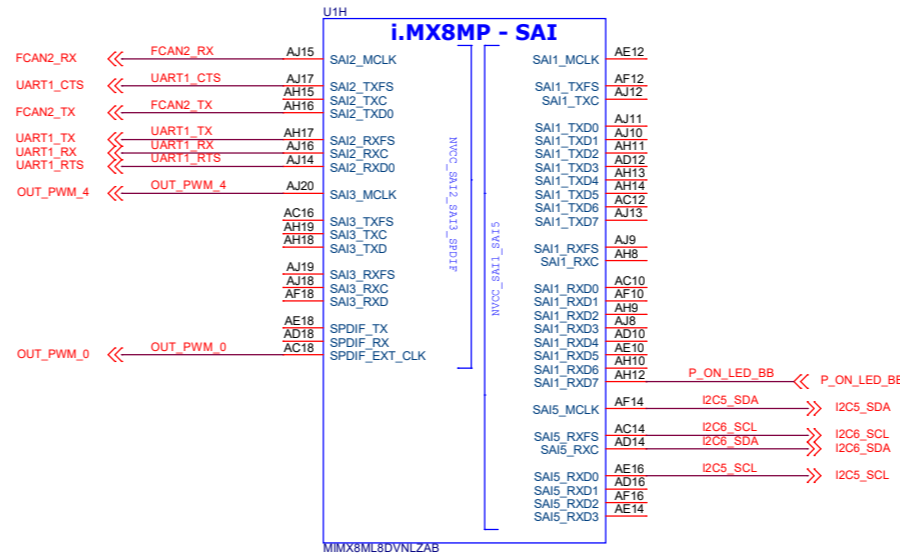 U1H
i.MX8MP - SAI
FCAN2_RX FCAN2_RX AJ15 SAI2_MCLK
UART1_CTS UART1_CTS AJ17 SAI2_TXFS
AH15 SAI2_TXC
FCAN2_TX FCAN2_TX AH16 SAI2_TXD0
UART1_TX UART1_TX AH17 SAI2_RXFS
UART1_RX UART1_RX AJ16 SAI2_RXC
UART1_RTS UART1_RTS AJ14 SAI2_RXD0
OUT_PWM_4 OUT_PWM_4 AJ20 SAI3_MCLK
AC16 SAI3_TXFS
AH19 SAI3_TXC
AH18 SAI3_TXD
AJ19 SAI3_RXFS
AJ18 SAI3_RXC
AF18 SAI3_RXD
AE18 SPDIF_TX
AD18 SPDIF_RX
OUT_PWM_0 OUT_PWM_0 AC18 SPDIF_EXT_CLK
NVCC_SAI2_SAI3_SPDIF
NVCC_SAI1_SAI5
SAI1_MCLK AE12
SAI1_TXFS AF12
SAI1_TXC AJ12
SAI1_TXD0 AJ11
SAI1_TXD1 AJ10
SAI1_TXD2 AH11
SAI1_TXD3 AD12
SAI1_TXD4 AH13
SAI1_TXD5 AH14
SAI1_TXD6 AC12
SAI1_TXD7 AJ13
SAI1_RXFS AJ9
SAI1_RXC AH8
SAI1_RXD0 AC10
SAI1_RXD1 AF10
SAI1_RXD2 AH9
SAI1_RXD3 AJ8
SAI1_RXD4 AD10
SAI1_RXD5 AE10
SAI1_RXD6 AH10
SAI1_RXD7 AH12 P_ON_LED_BB P_ON_LED_BB
SAI5_MCLK AF14 I2C5_SDA I2C5_SDA
SAI5_RXFS AC14 I2C6_SCL I2C6_SCL
SAI5_RXC AD14 I2C6_SDA I2C6_SDA
SAI5_RXD0 AE16 I2C5_SCL I2C5_SCL
SAI5_RXD1 AD16
SAI5_RXD2 AF16
SAI5_RXD3 AE14
MIMX8ML8DVNLZAB